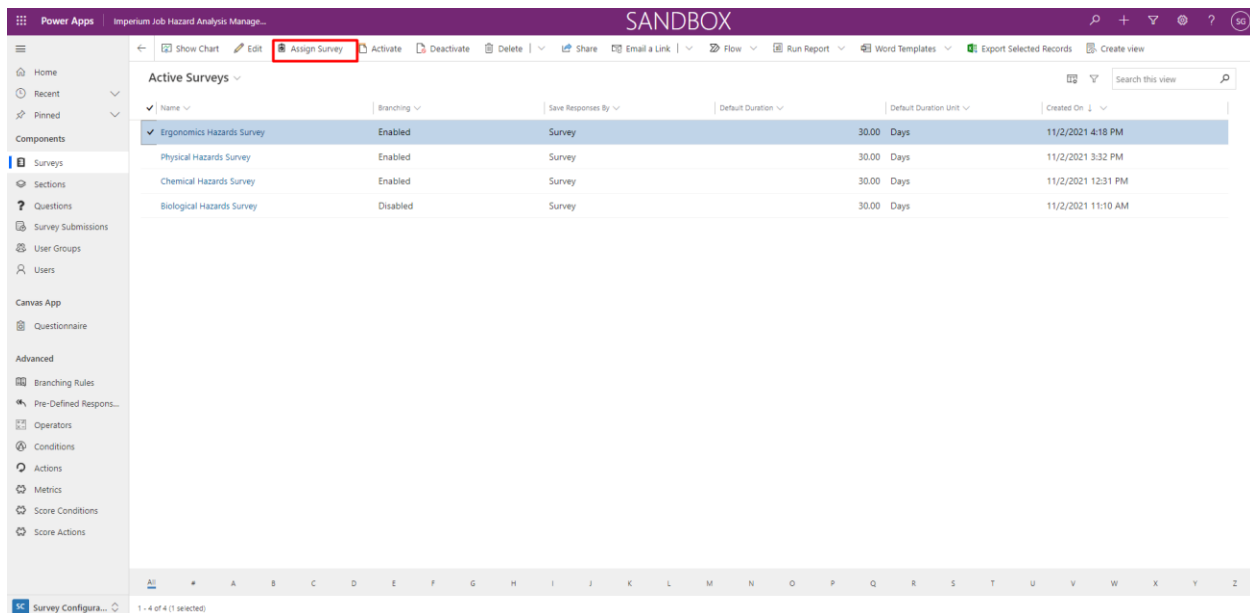 Power Apps Imperium Job Hazard Analysis Manage... SANDBOX ? SG
Show Chart Edit Assign Survey Activate Deactivate Delete Share Email a Link Flow Run Report Word Templates Export Selected Records Create view
Home
Recent
Pinned
Components
Surveys
Sections
Questions
Survey Submissions
User Groups
Users
Canvas App
Questionnaire
Advanced
Branching Rules
Pre-Defined Respons...
Operators
Conditions
Actions
Metrics
Score Conditions
Score Actions
SC Survey Configura...
Active Surveys Search this view
Name Branching Save Responses By Default Duration Default Duration Unit Created On ↓
Ergonomics Hazards Survey Enabled Survey 30.00 Days 11/2/2021 4:18 PM
Physical Hazards Survey Enabled Survey 30.00 Days 11/2/2021 3:32 PM
Chemical Hazards Survey Enabled Survey 30.00 Days 11/2/2021 12:31 PM
Biological Hazards Survey Disabled Survey 30.00 Days 11/2/2021 11:10 AM
All # A B C D E F G H I J K L M N O P Q R S T U V W X Y Z
1 - 4 of 4 (1 selected)